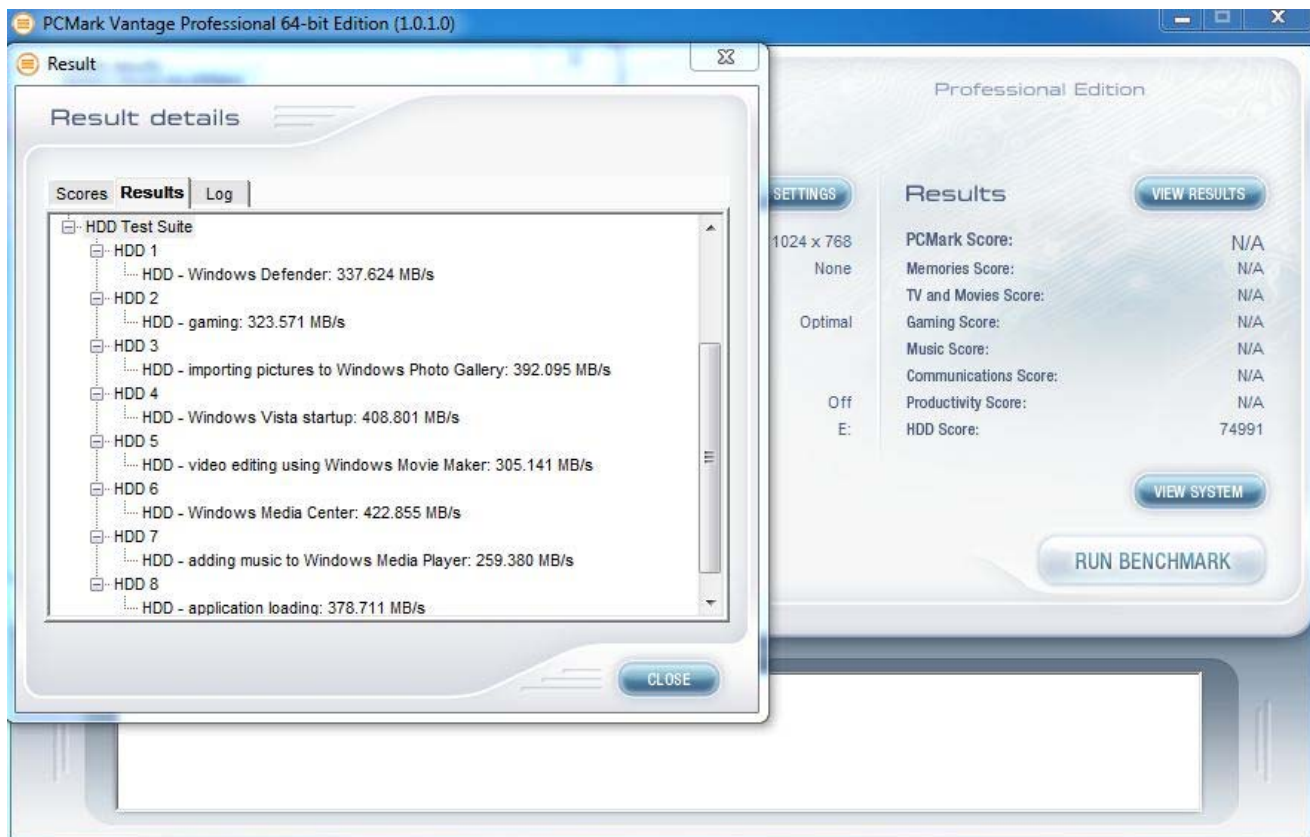 PCMark Vantage Professional 64-bit Edition (1.0.1.0)
Result
Result details
Scores Results Log
HDD Test Suite
HDD 1
HDD - Windows Defender: 337.624 MB/s
HDD 2
HDD - gaming: 323.571 MB/s
HDD 3
HDD - importing pictures to Windows Photo Gallery: 392.095 MB/s
HDD 4
HDD - Windows Vista startup: 408.801 MB/s
HDD 5
HDD - video editing using Windows Movie Maker: 305.141 MB/s
HDD 6
HDD - Windows Media Center: 422.855 MB/s
HDD 7
HDD - adding music to Windows Media Player: 259.380 MB/s
HDD 8
HDD - application loading: 378.711 MB/s
CLOSE
Professional Edition
SETTINGS
1024 x 768
None
Optimal
Off
E:
Results
VIEW RESULTS
PCMark Score: N/A
Memories Score: N/A
TV and Movies Score: N/A
Gaming Score: N/A
Music Score: N/A
Communications Score: N/A
Productivity Score: N/A
HDD Score: 74991
VIEW SYSTEM
RUN BENCHMARK